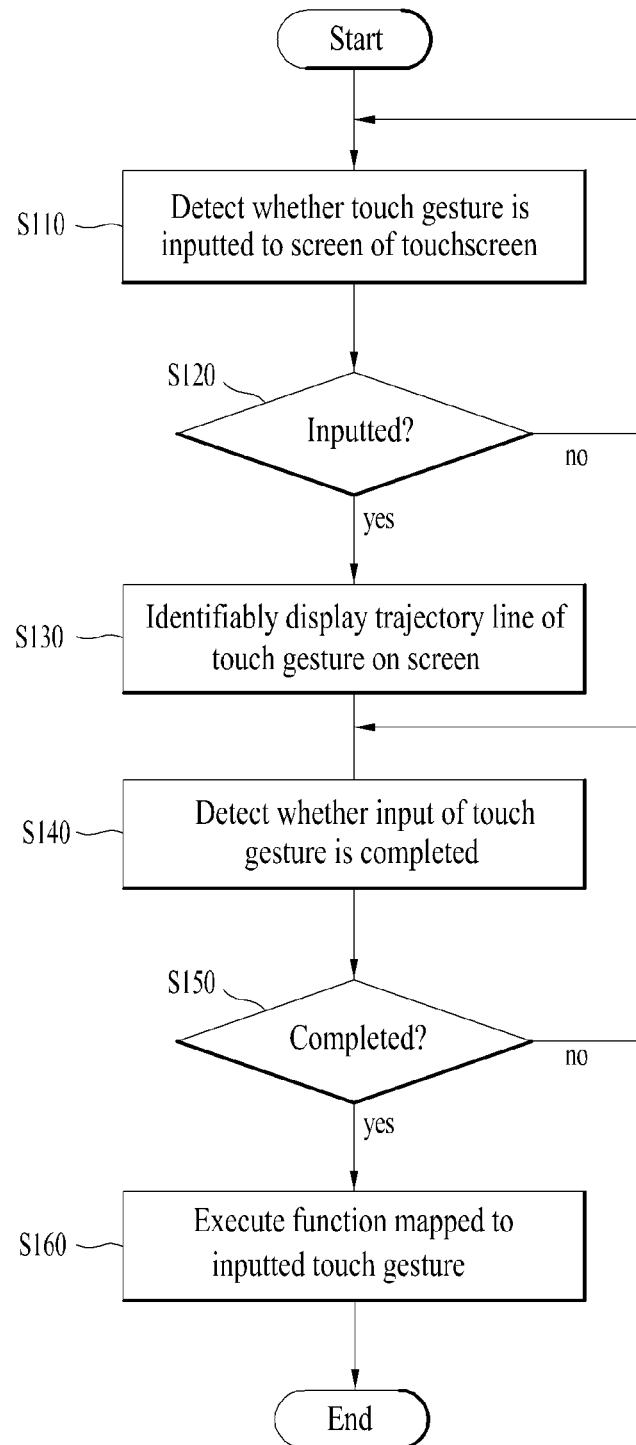 Start
S110
Detect whether touch gesture is
inputted to screen of touchscreen
S120
Inputted?
no
yes
S130
Identifiably display trajectory line of
touch gesture on screen
S140
Detect whether input of touch
gesture is completed
S150
Completed?
no
yes
S160
Execute function mapped to
inputted touch gesture
End